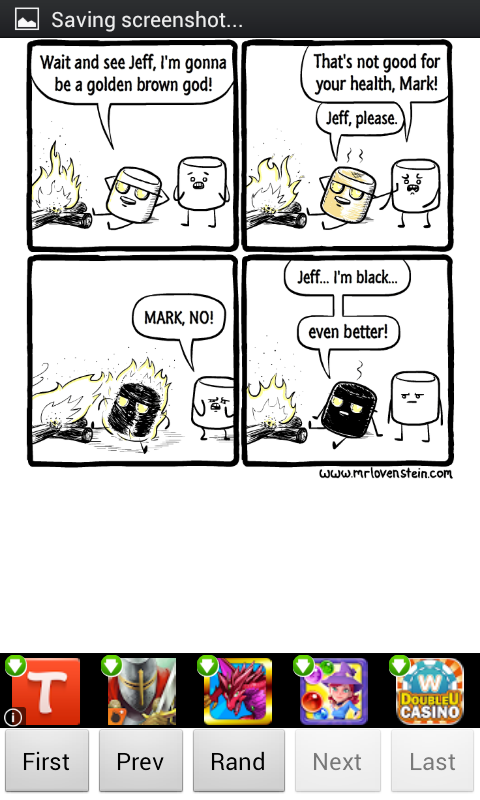 Saving screenshot...
Wait and see Jeff, I'm gonna
be a golden brown god!
That's not good for
your health, Mark!
Jeff, please.
MARK, NO!
Jeff... I'm black...
even better!
www.mrlovenstein.com
T
W
DOUBLEU
CASINO
i
First
Prev
Rand
Next
Last